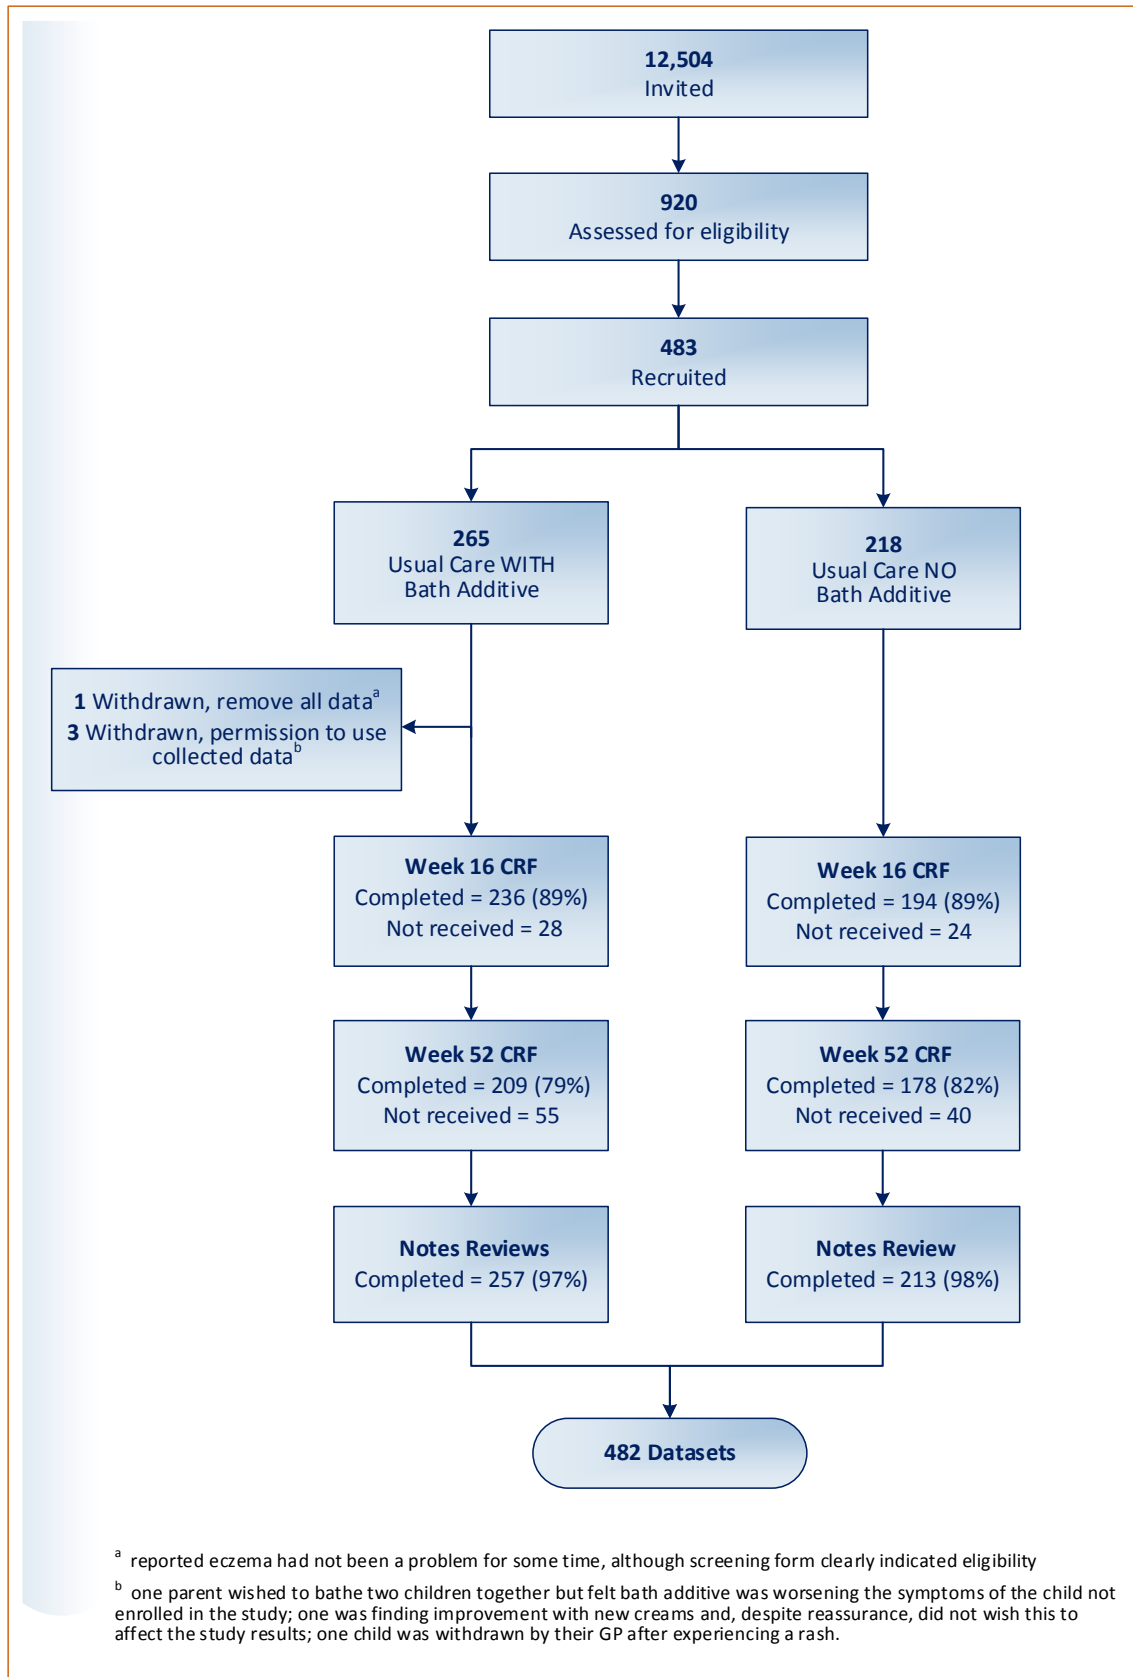 12,504
Invited
920
Assessed for eligibility
483
Recruited
265
Usual Care WITH
Bath Additive
218
Usual Care NO
Bath Additive
1 Withdrawn, remove all data^a
3 Withdrawn, permission to use
collected data^b
Week 16 CRF
Completed = 236 (89%)
Not received = 28
Week 16 CRF
Completed = 194 (89%)
Not received = 24
Week 52 CRF
Completed = 209 (79%)
Not received = 55
Week 52 CRF
Completed = 178 (82%)
Not received = 40
Notes Reviews
Completed = 257 (97%)
Notes Review
Completed = 213 (98%)
482 Datasets
^a reported eczema had not been a problem for some time, although screening form clearly indicated eligibility
^b one parent wished to bathe two children together but felt bath additive was worsening the symptoms of the child not
enrolled in the study; one was finding improvement with new creams and, despite reassurance, did not wish this to
affect the study results; one child was withdrawn by their GP after experiencing a rash.